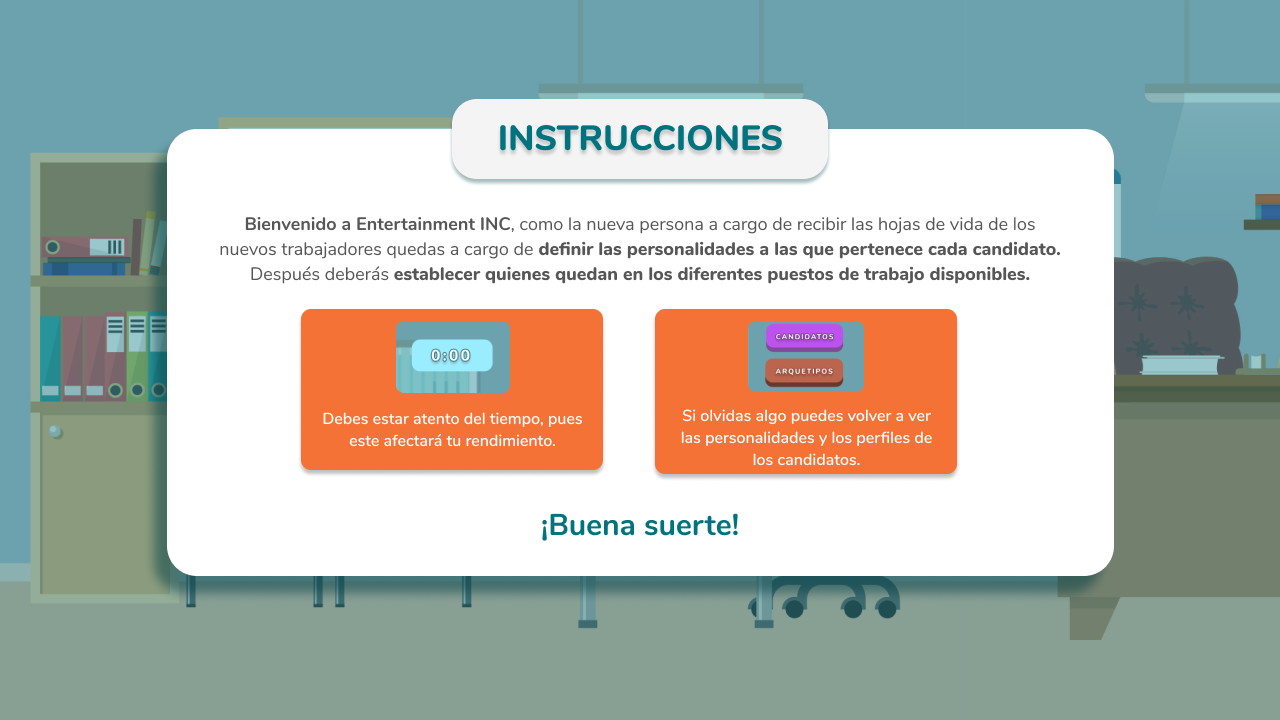 INSTRUCCIONES
Bienvenido a Entertainment INC, como la nueva persona a cargo de recibir las hojas de vida de los
nuevos trabajadores quedas a cargo de definir las personalidades a las que pertenece cada candidato.
Después deberás establecer quienes quedan en los diferentes puestos de trabajo disponibles.
0:00
Debes estar atento del tiempo, pues
este afectará tu rendimiento.
CANDIDATOS
ARQUETIPOS
Si olvidas algo puedes volver a ver
las personalidades y los perfiles de
los candidatos.
¡Buena suerte!